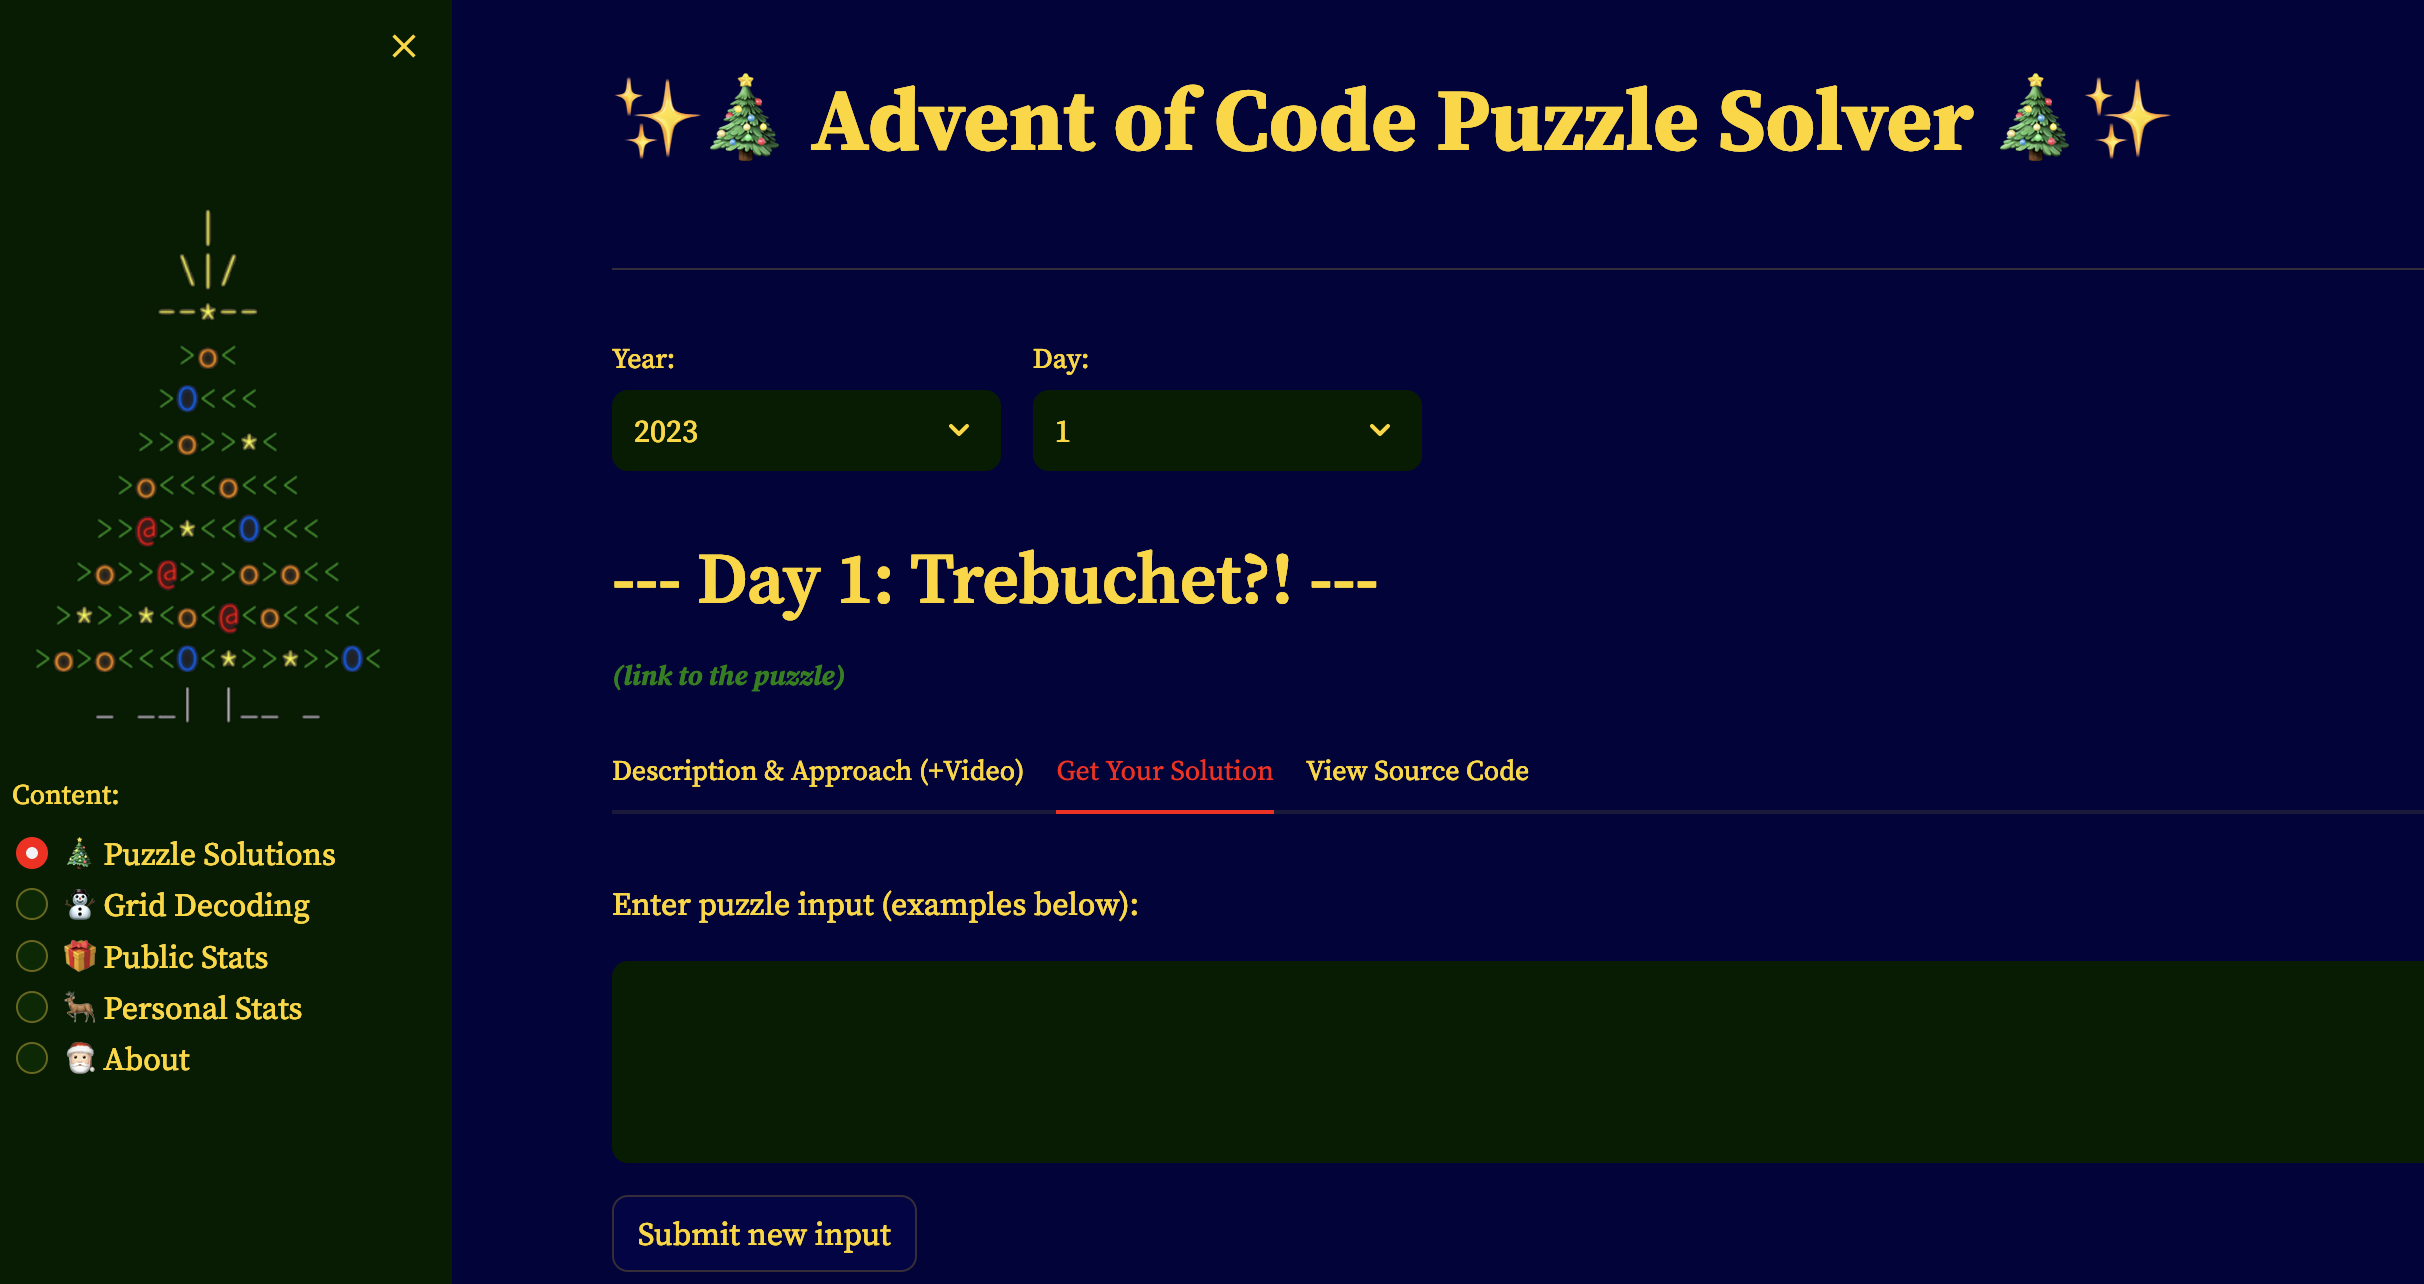 |
\|/
--*--
>o<
>O<<<
>>o>>*<
>o<<<o<<<
>>@>*<<O<<<
>o>>@>>>o>o<<
>*>>*<o<@<o<<<<
>o>o<<<O<*>>*>>O<
_ __| |__ _
Content:
Puzzle Solutions
Grid Decoding
Public Stats
Personal Stats
About
Advent of Code Puzzle Solver
Year: Day:
2023 1
--- Day 1: Trebuchet?! ---
(link to the puzzle)
Description & Approach (+Video) Get Your Solution View Source Code
Enter puzzle input (examples below):
Submit new input